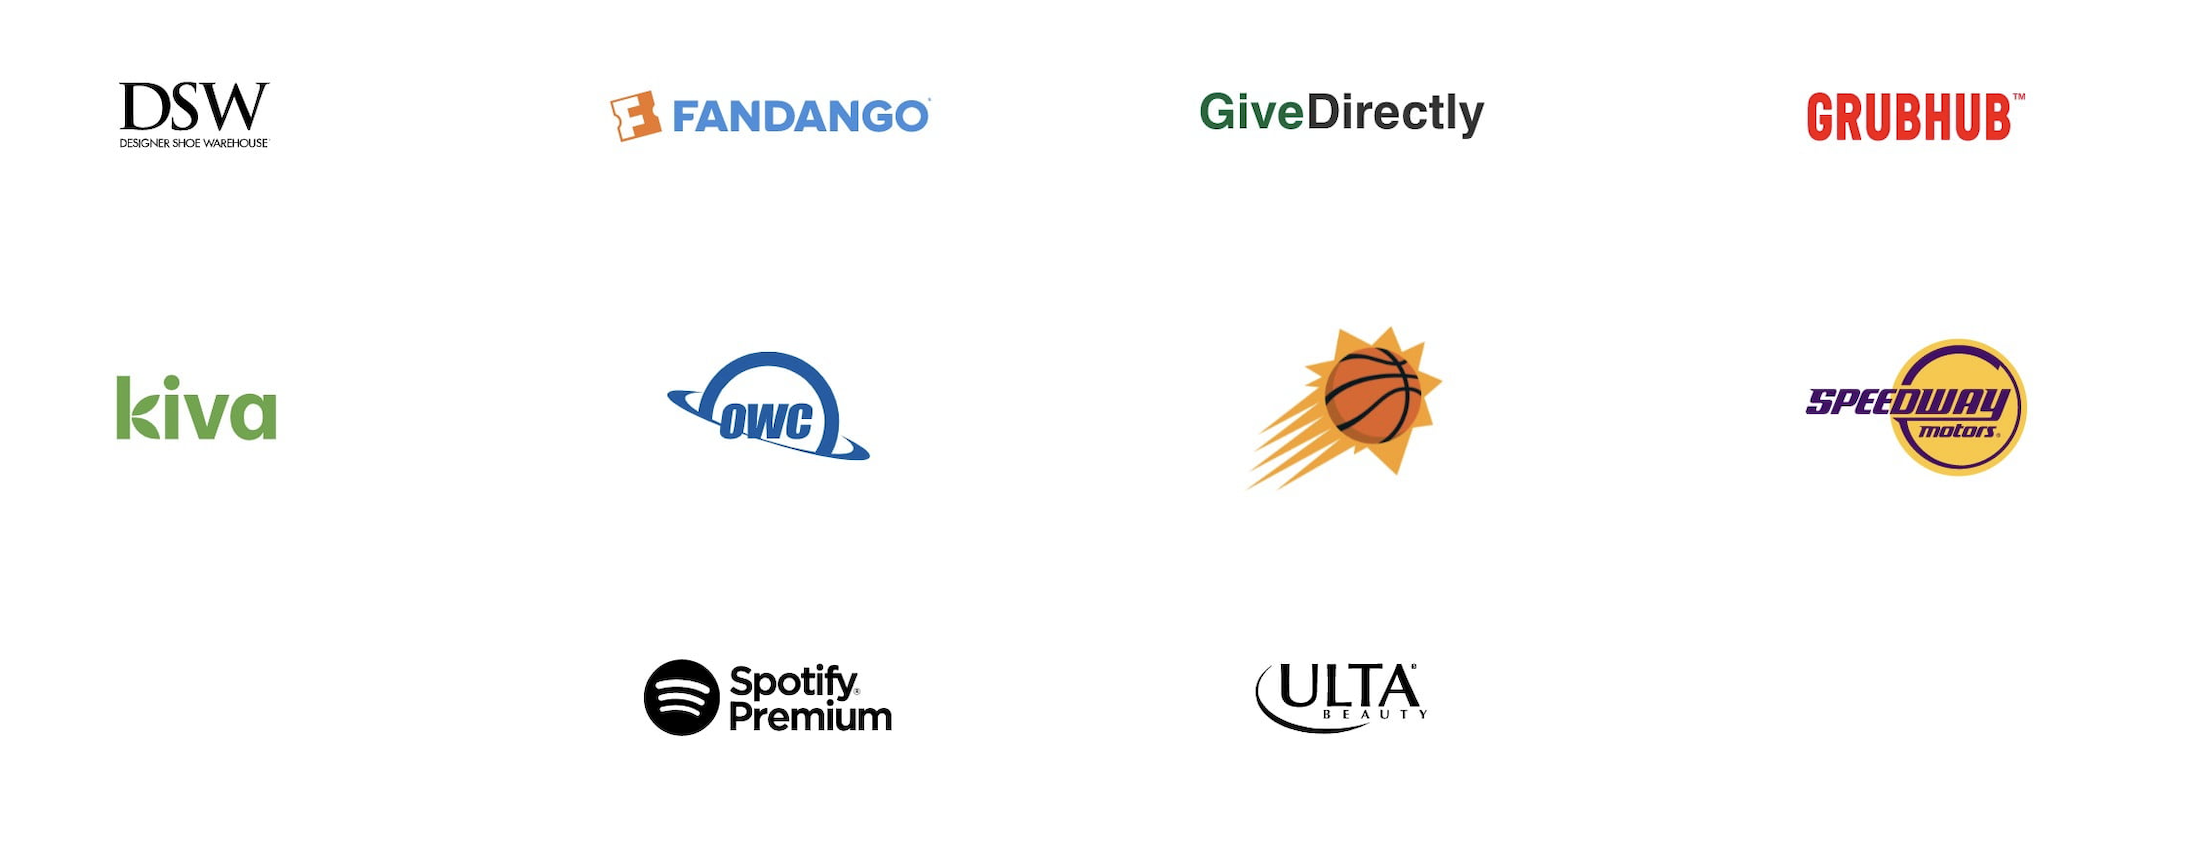 DSW
DESIGNER SHOE WAREHOUSE
F FANDANGO
GiveDirectly
GRUBHUB™
kiva
OWC
SPEEDWAY
motors®
Spotify®
Premium
ULTA®
BEAUTY